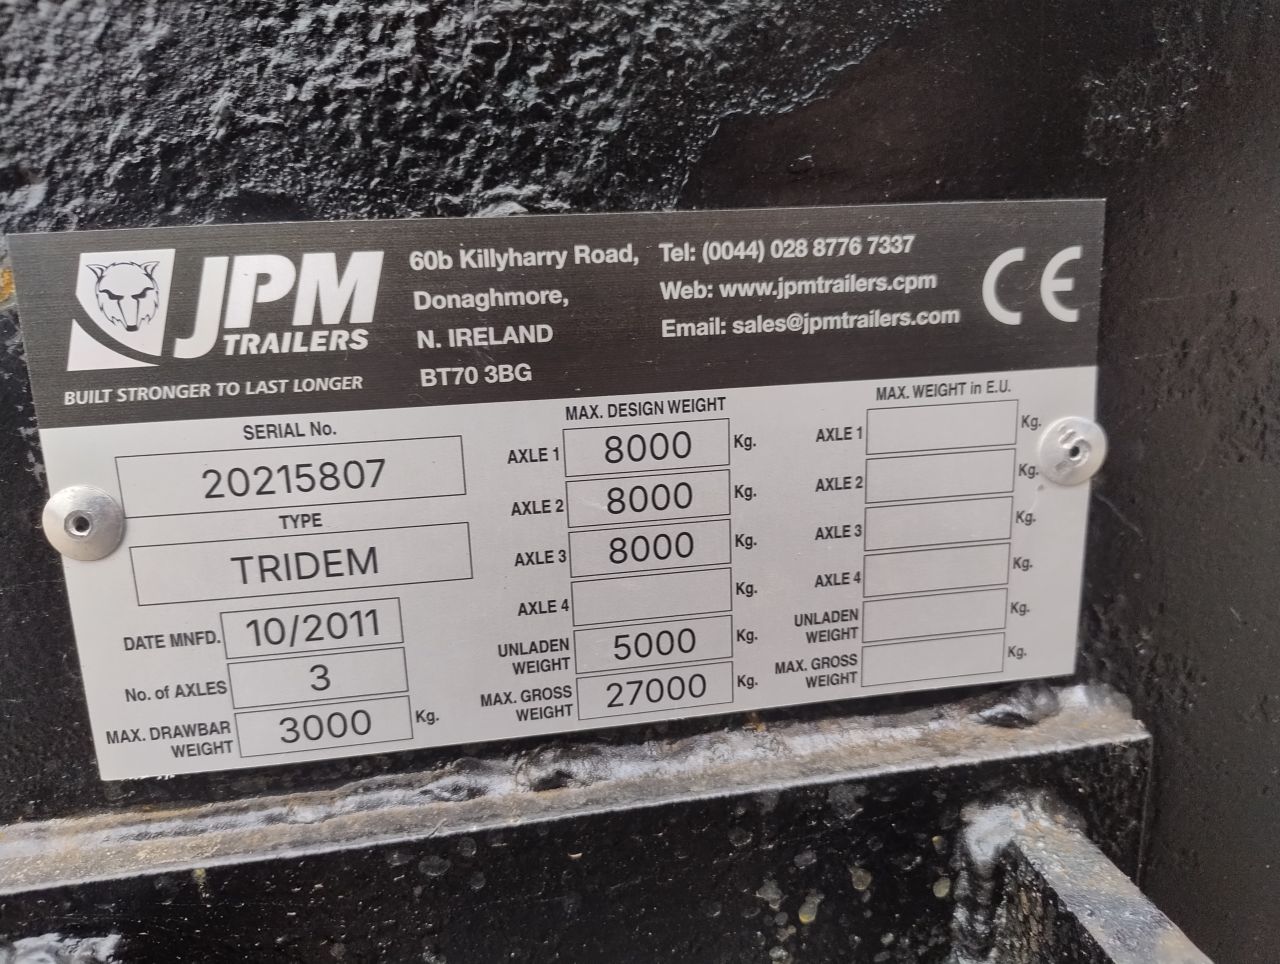 JPM
TRAILERS
BUILT STRONGER TO LAST LONGER
60b Killyharry Road,
Donaghmore,
N. IRELAND
BT70 3BG
Tel: (0044) 028 8776 7337
Web: www.jpmtrailers.cpm
Email: sales@jpmtrailers.com
CE
SERIAL No.
20215807
TYPE
TRIDEM
DATE MNFD. 10/2011
No. of AXLES 3
MAX. DRAWBAR WEIGHT 3000 Kg.
MAX. DESIGN WEIGHT
AXLE 1 8000 Kg.
AXLE 2 8000 Kg.
AXLE 3 8000 Kg.
AXLE 4 Kg.
UNLADEN WEIGHT 5000 Kg.
MAX. GROSS WEIGHT 27000 Kg.
MAX. WEIGHT in E.U.
AXLE 1 Kg.
AXLE 2 Kg.
AXLE 3 Kg.
AXLE 4 Kg.
UNLADEN WEIGHT Kg.
MAX. GROSS WEIGHT Kg.